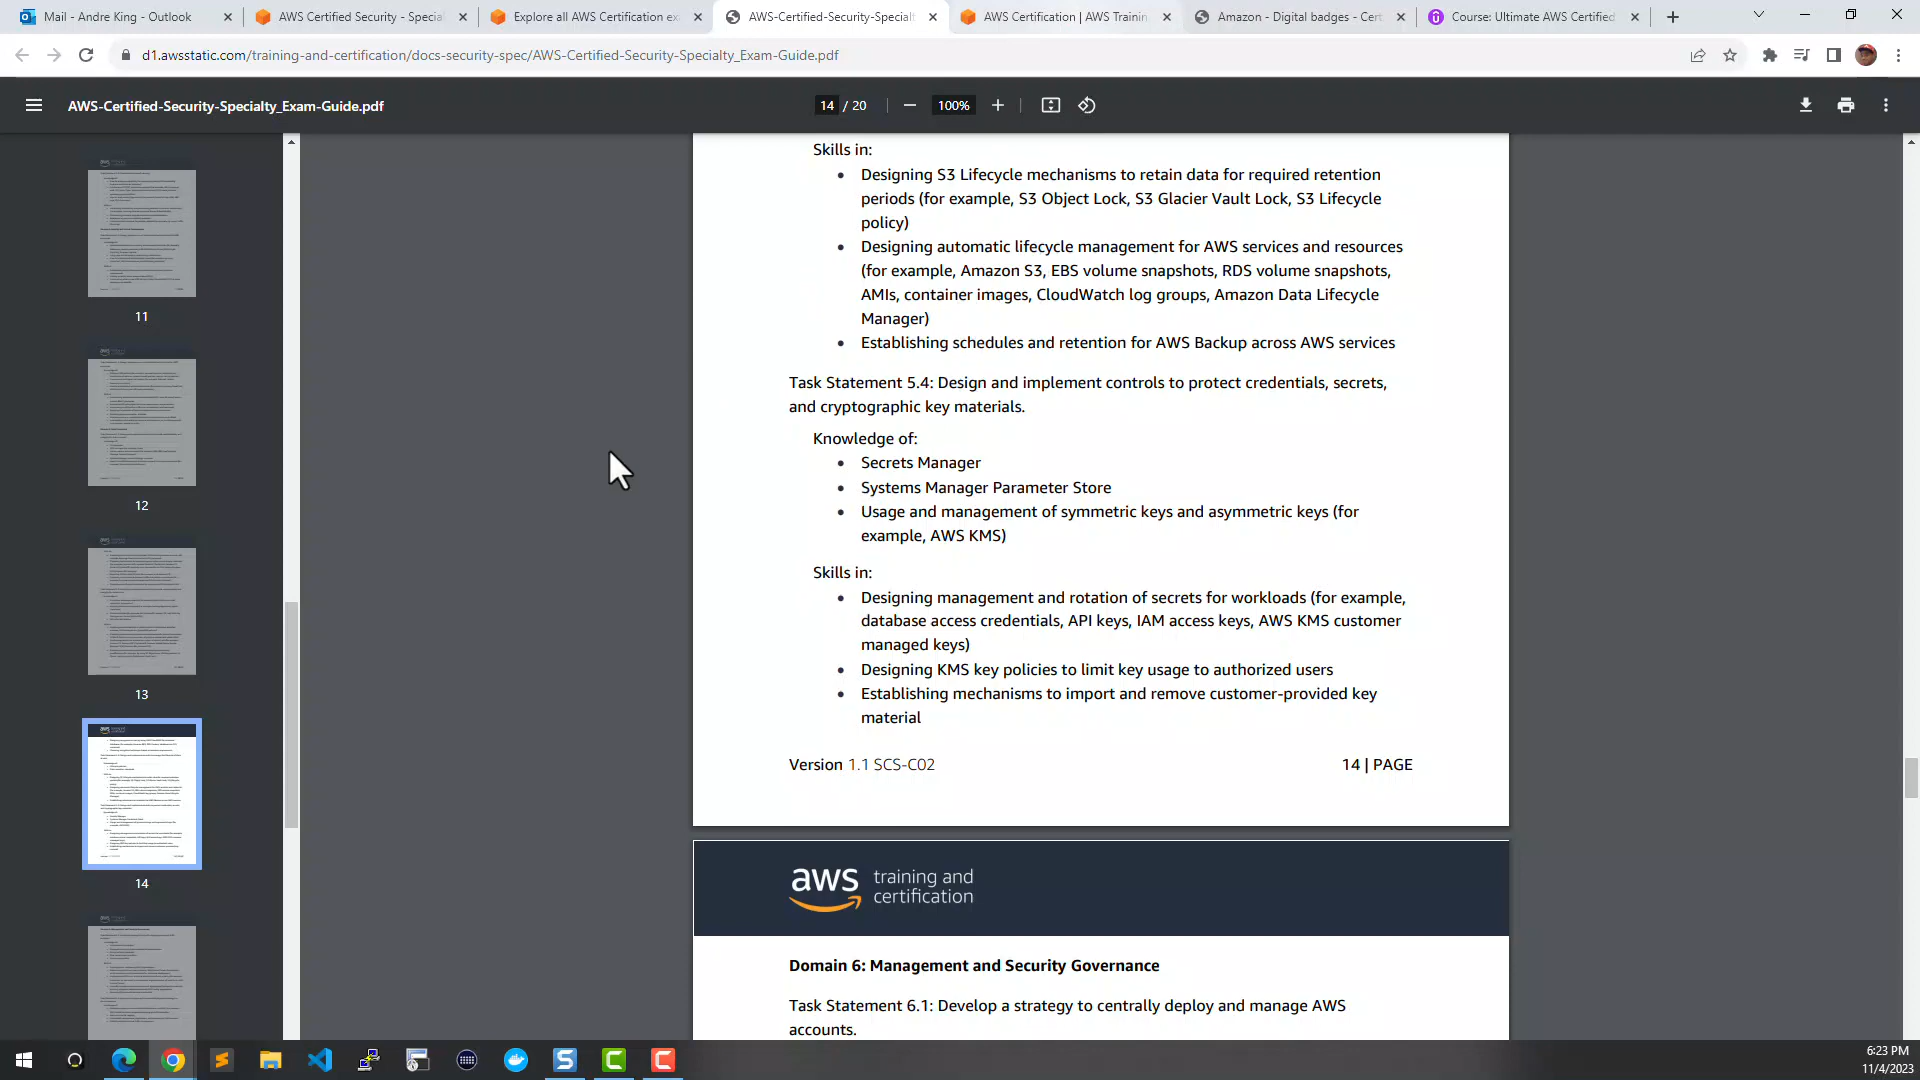 Mail - Andre King - Outlook
AWS Certified Security - Specia
Explore all AWS Certification ex
AWS-Certified-Security-Specialt
AWS Certification | AWS Trainin
Amazon - Digital badges - Cert
Course: Ultimate AWS Certified
d1.awsstatic.com/training-and-certification/docs-security-spec/AWS-Certified-Security-Specialty_Exam-Guide.pdf
AWS-Certified-Security-Specialty_Exam-Guide.pdf
14 / 20
100%
Skills in:
• Designing S3 Lifecycle mechanisms to retain data for required retention
periods (for example, S3 Object Lock, S3 Glacier Vault Lock, S3 Lifecycle
policy)
• Designing automatic lifecycle management for AWS services and resources
(for example, Amazon S3, EBS volume snapshots, RDS volume snapshots,
AMIs, container images, CloudWatch log groups, Amazon Data Lifecycle
Manager)
• Establishing schedules and retention for AWS Backup across AWS services
Task Statement 5.4: Design and implement controls to protect credentials, secrets,
and cryptographic key materials.
Knowledge of:
• Secrets Manager
• Systems Manager Parameter Store
• Usage and management of symmetric keys and asymmetric keys (for
example, AWS KMS)
Skills in:
• Designing management and rotation of secrets for workloads (for example,
database access credentials, API keys, IAM access keys, AWS KMS customer
managed keys)
• Designing KMS key policies to limit key usage to authorized users
• Establishing mechanisms to import and remove customer-provided key
material
Version 1.1 SCS-C02
14 | PAGE
aws training and
certification
Domain 6: Management and Security Governance
Task Statement 6.1: Develop a strategy to centrally deploy and manage AWS
accounts.
11
12
13
14
6:23 PM
11/4/2023